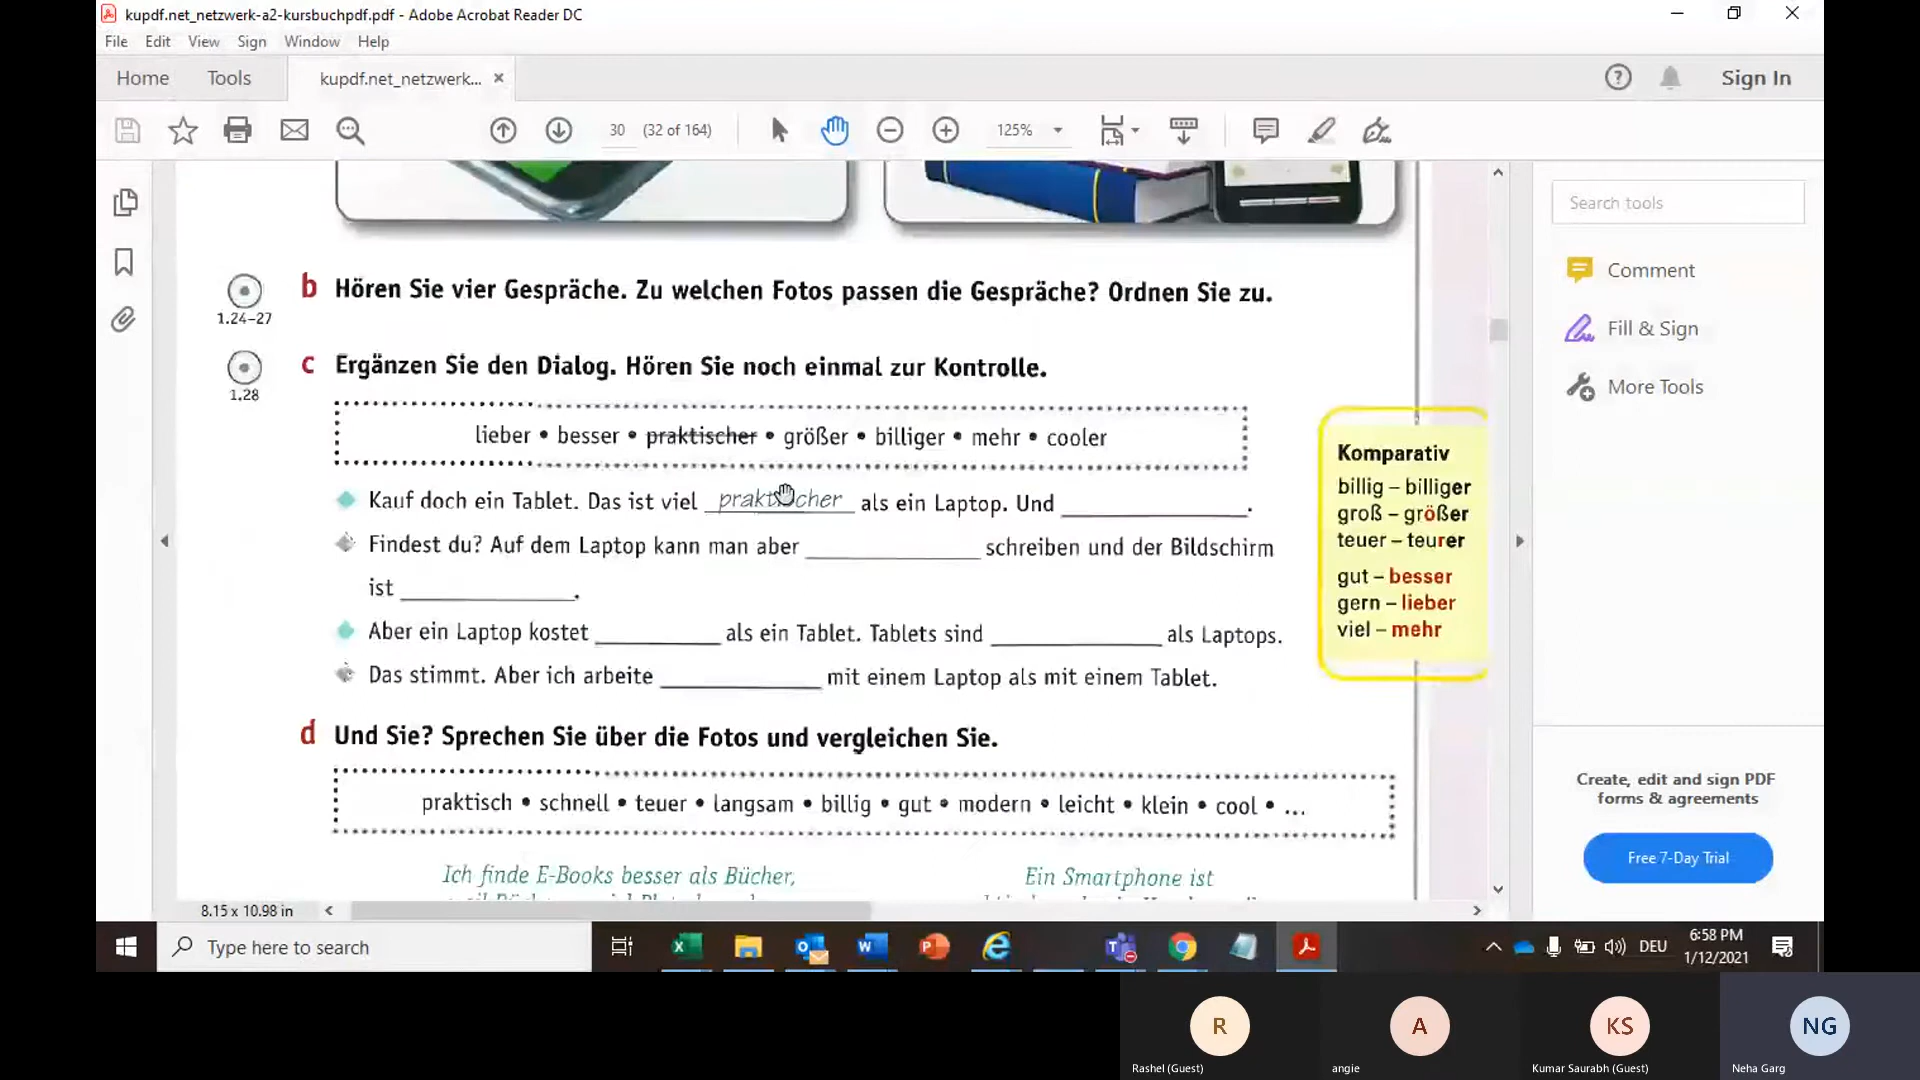 kupdf.net_netzwerk-a2-kursbuchpdf.pdf - Adobe Acrobat Reader DC
File Edit View Sign Window Help
Home Tools kupdf.net_netzwerk... × Sign In
30 (32 of 164) 125%
Search tools
Comment
Fill & Sign
More Tools
b Hören Sie vier Gespräche. Zu welchen Fotos passen die Gespräche? Ordnen Sie zu.
1.24–27
c Ergänzen Sie den Dialog. Hören Sie noch einmal zur Kontrolle.
1.28
lieber • besser • praktischer • größer • billiger • mehr • cooler
Kauf doch ein Tablet. Das ist viel praktischer als ein Laptop. Und ____________.
Findest du? Auf dem Laptop kann man aber ____________ schreiben und der Bildschirm
ist ____________.
Aber ein Laptop kostet ____________ als ein Tablet. Tablets sind ____________ als Laptops.
Das stimmt. Aber ich arbeite ____________ mit einem Laptop als mit einem Tablet.
Komparativ
billig – billiger
groß – größer
teuer – teurer
gut – besser
gern – lieber
viel – mehr
d Und Sie? Sprechen Sie über die Fotos und vergleichen Sie.
praktisch • schnell • teuer • langsam • billig • gut • modern • leicht • klein • cool • ...
Ich finde E-Books besser als Bücher,
Ein Smartphone ist
Create, edit and sign PDF
forms & agreements
Free 7-Day Trial
8.15 x 10.98 in
Type here to search
DEU
6:58 PM
1/12/2021
R
A
KS
NG
Rashel (Guest)
angie
Kumar Saurabh (Guest)
Neha Garg